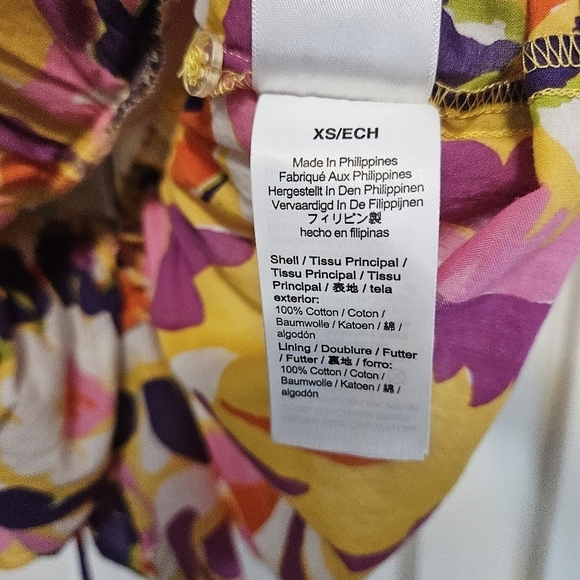 XS/ECH
Made In Philippines
Fabriqué Aux Philippines
Hergestellt In Den Philippinen
Vervaardigd In De Filippijnen
フィリピン製
hecho en filipinas
Shell / Tissu Principal /
Tissu Principal / Tissu
Principal / 表地 / tela
exterior:
100% Cotton / Coton /
Baumwolle / Katoen / 綿 /
algodón
Lining / Doublure / Futter
/ Futter / 裏地 / forro:
100% Cotton / Coton /
Baumwolle / Katoen / 綿 /
algodón